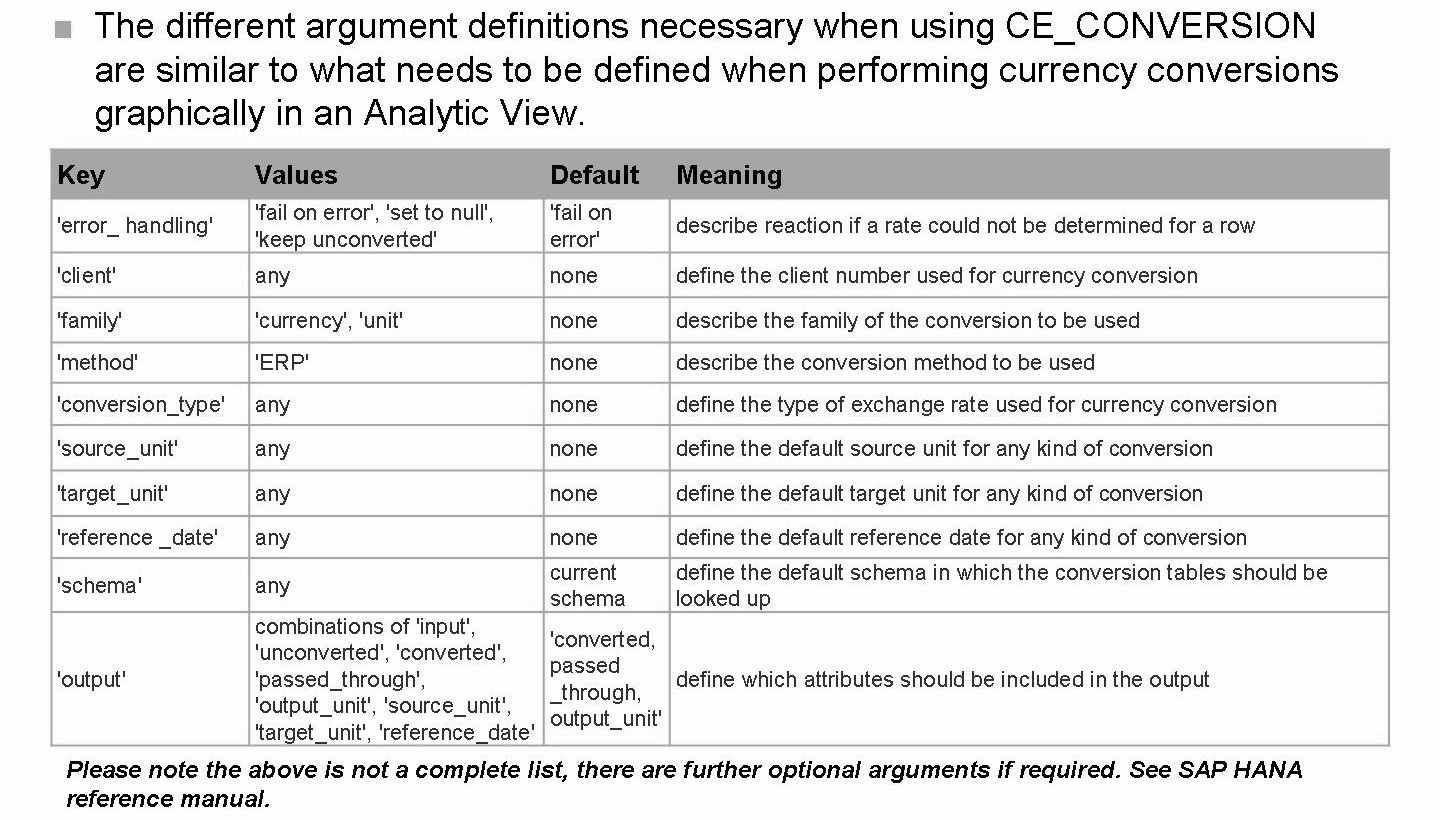 The different argument definitions necessary when using CE_CONVERSION
are similar to what needs to be defined when performing currency conversions
graphically in an Analytic View.
Key Values Default Meaning
'error_ handling' 'fail on error', 'set to null', 'keep unconverted' 'fail on error' describe reaction if a rate could not be determined for a row
'client' any none define the client number used for currency conversion
'family' 'currency', 'unit' none describe the family of the conversion to be used
'method' 'ERP' none describe the conversion method to be used
'conversion_type' any none define the type of exchange rate used for currency conversion
'source_unit' any none define the default source unit for any kind of conversion
'target_unit' any none define the default target unit for any kind of conversion
'reference _date' any none define the default reference date for any kind of conversion
'schema' any current schema define the default schema in which the conversion tables should be looked up
'output' combinations of 'input', 'unconverted', 'converted', 'passed_through', 'output_unit', 'source_unit', 'target_unit', 'reference_date' 'converted, passed _through, output_unit' define which attributes should be included in the output
Please note the above is not a complete list, there are further optional arguments if required. See SAP HANA
reference manual.